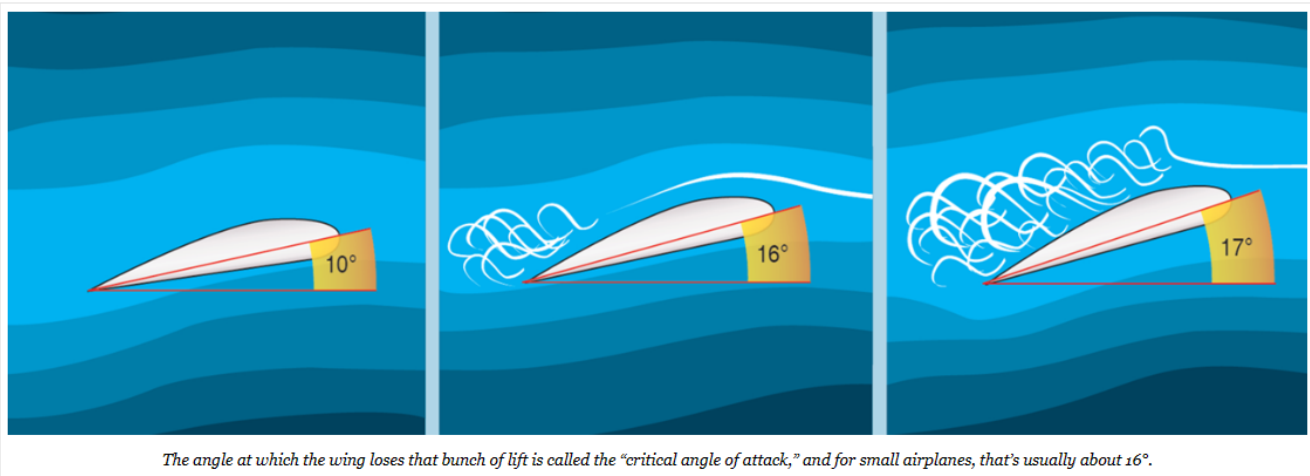 10°
16°
17°
The angle at which the wing loses that bunch of lift is called the “critical angle of attack,” and for small airplanes, that’s usually about 16°.